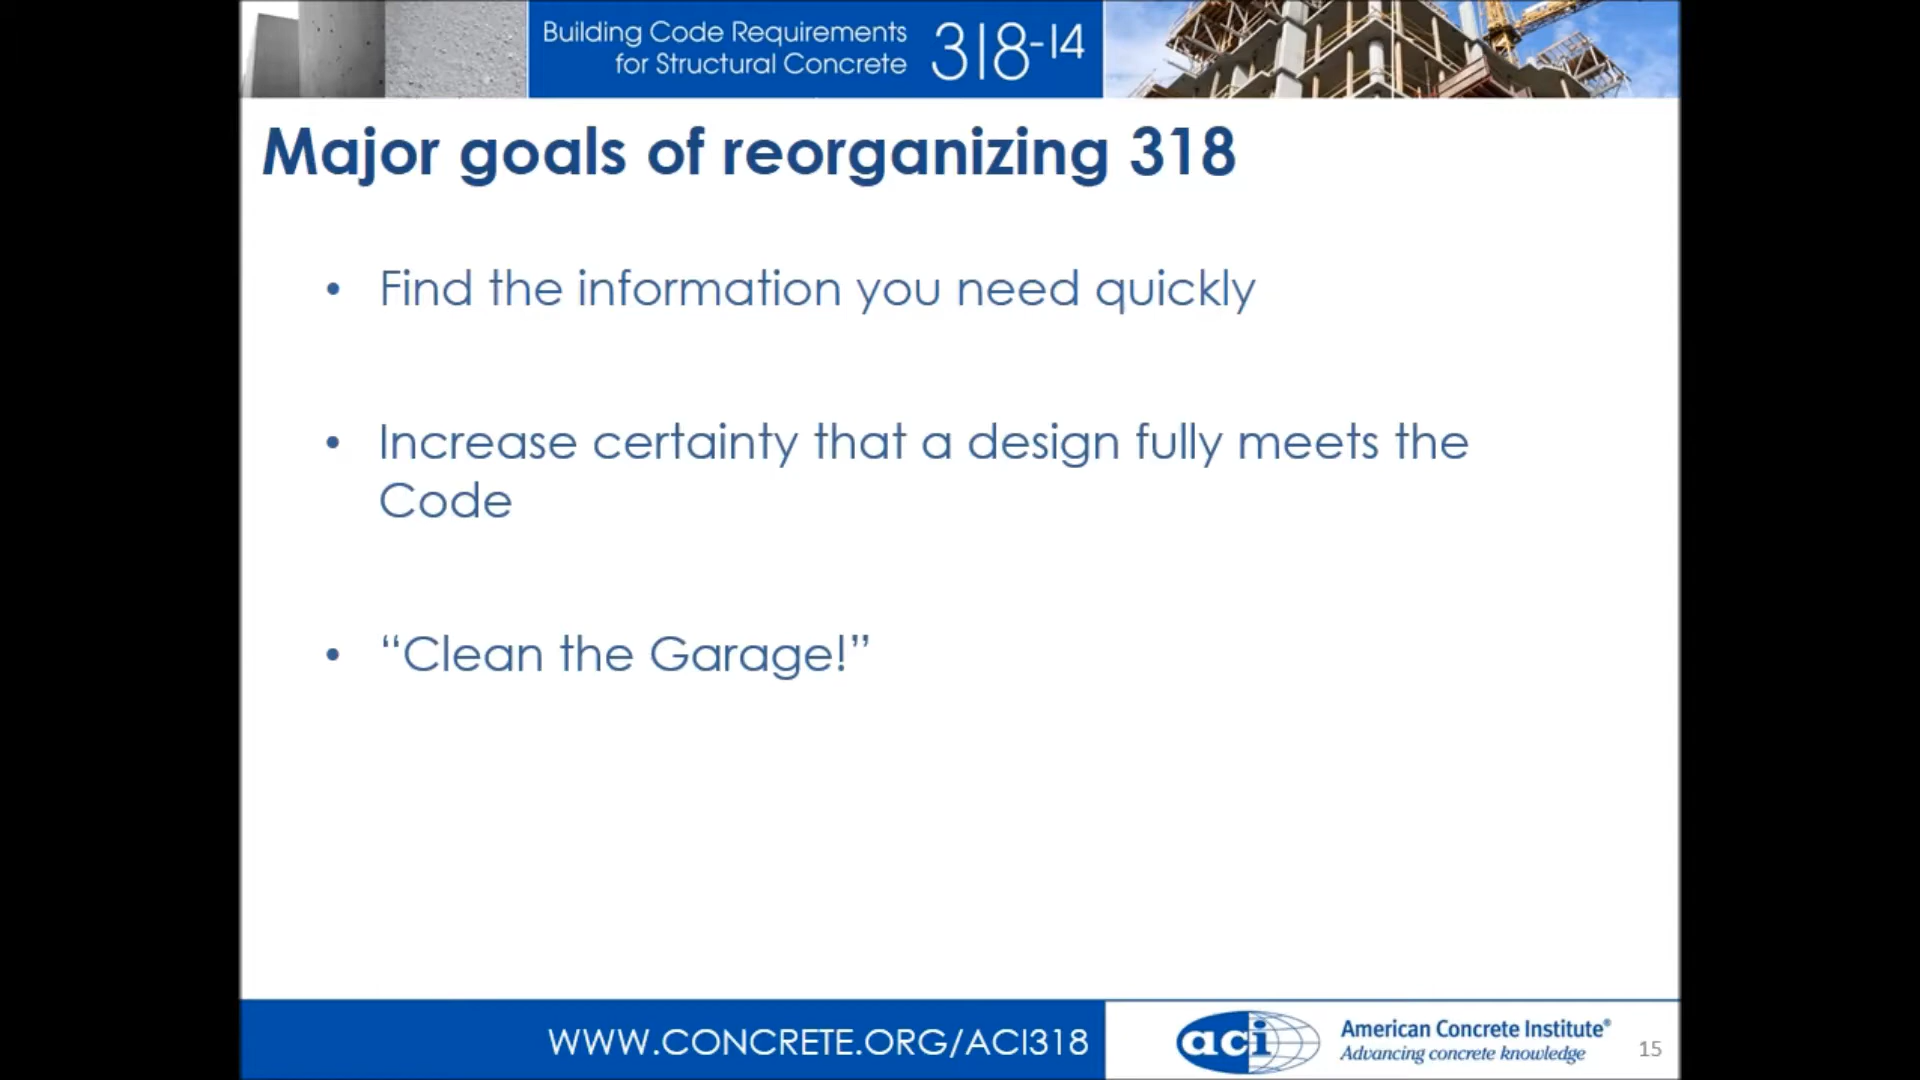 Building Code Requirements
for Structural Concrete
318-14
Major goals of reorganizing 318
• Find the information you need quickly
• Increase certainty that a design fully meets the
Code
• “Clean the Garage!”
WWW.CONCRETE.ORG/ACI318
aci
American Concrete Institute®
Advancing concrete knowledge
15